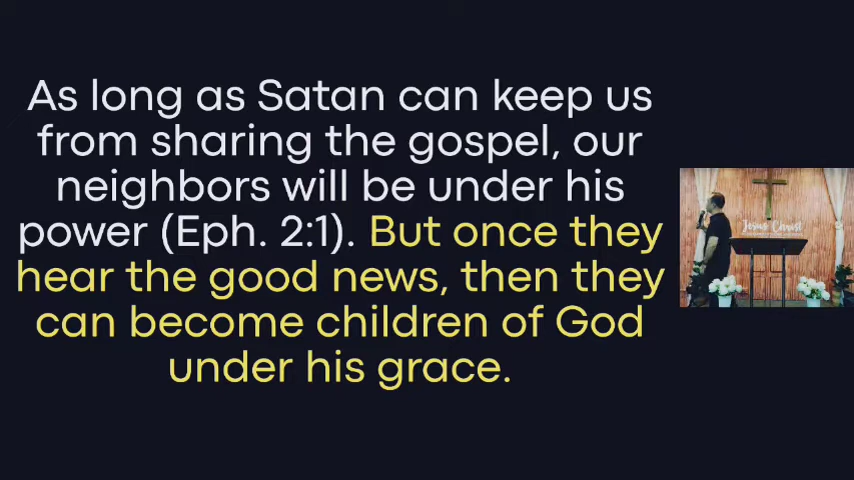 As long as Satan can keep us
from sharing the gospel, our
neighbors will be under his
power (Eph. 2:1). But once they
hear the good news, then they
can become children of God
under his grace.
Jesus Christ